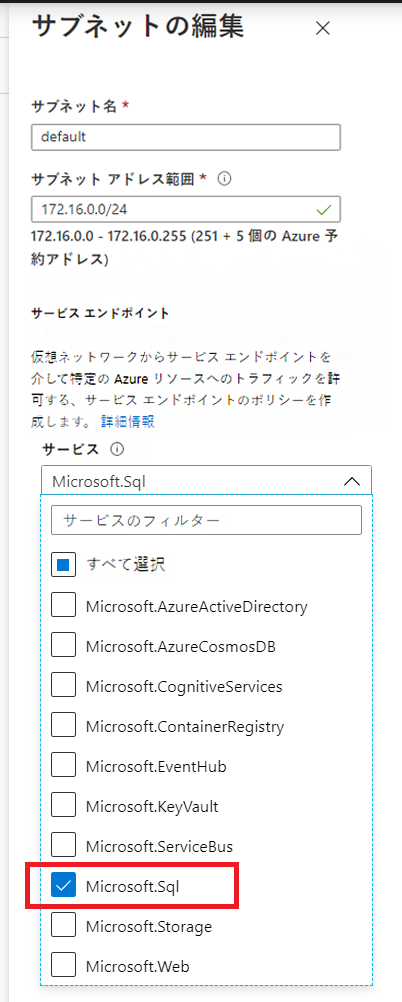 サブネットの編集
サブネット名 *
default
サブネット アドレス範囲 *
172.16.0.0/24
172.16.0.0 - 172.16.0.255 (251 + 5 個の Azure 予
約アドレス)
サービス エンドポイント
仮想ネットワークからサービス エンドポイントを
介して特定の Azure リソースへのトラフィックを許
可する、サービス エンドポイントのポリシーを作
成します。 詳細情報
サービス
Microsoft.Sql
サービスのフィルター
すべて選択
Microsoft.AzureActiveDirectory
Microsoft.AzureCosmosDB
Microsoft.CognitiveServices
Microsoft.ContainerRegistry
Microsoft.EventHub
Microsoft.KeyVault
Microsoft.ServiceBus
Microsoft.Sql
Microsoft.Storage
Microsoft.Web